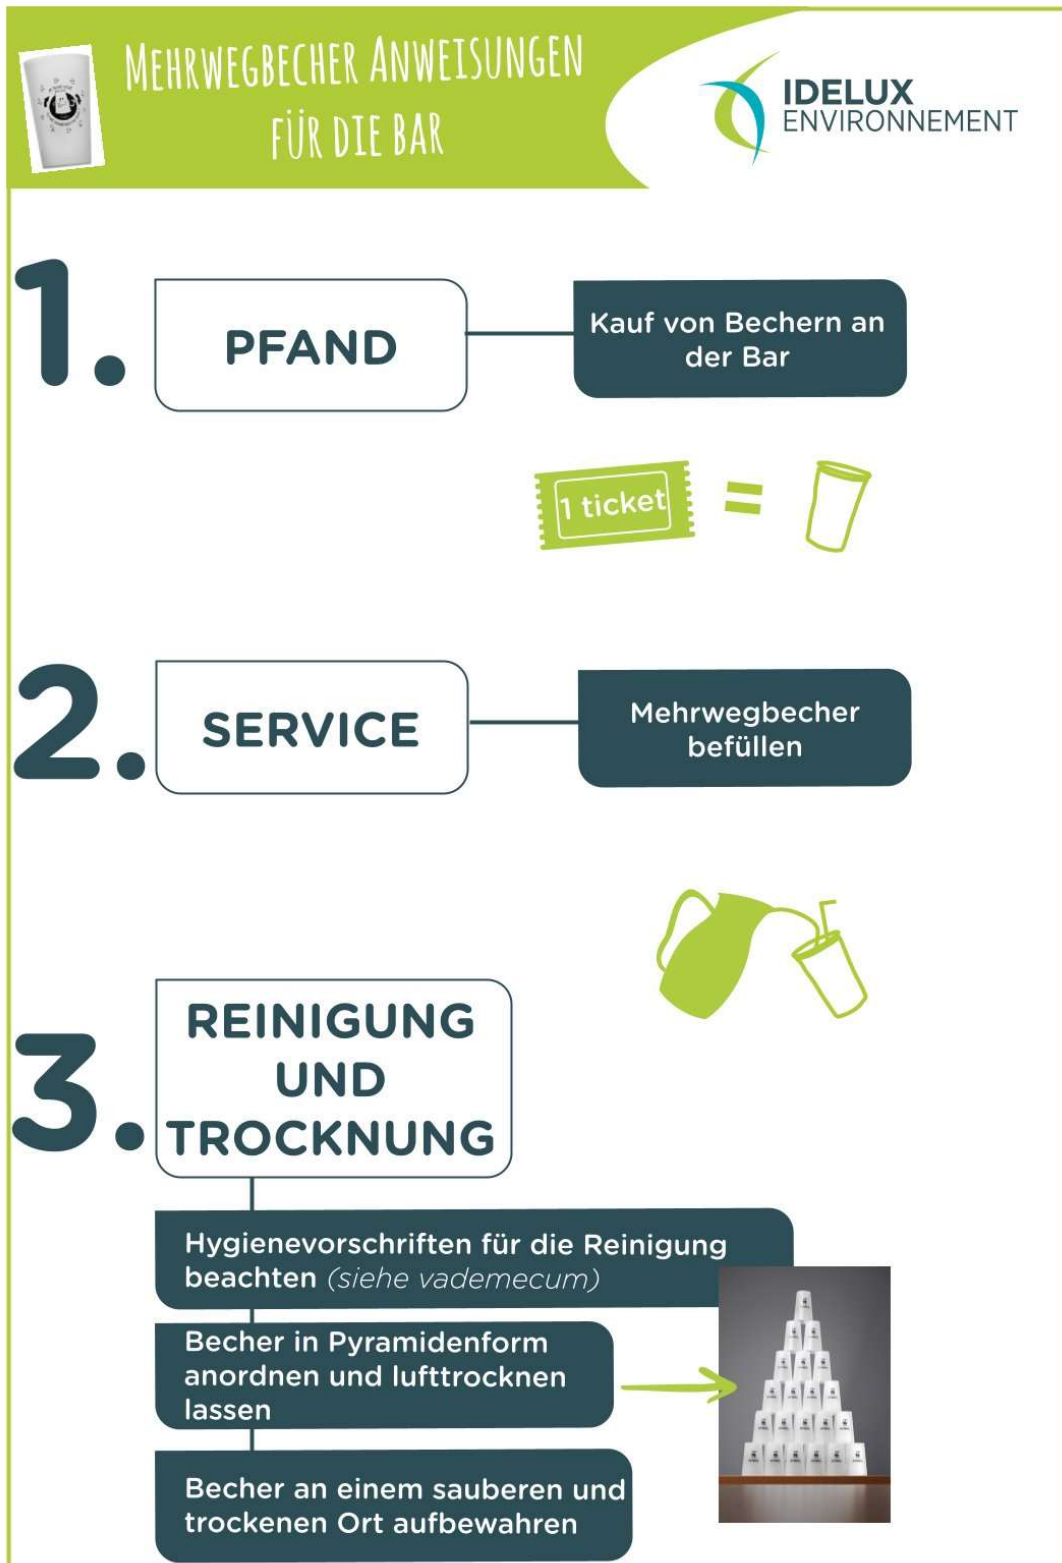 MEHRWEGBECHER ANWEISUNGEN
FÜR DIE BAR
IDELUX
ENVIRONNEMENT
1.
PFAND
Kauf von Bechern an
der Bar
1 ticket
=
2.
SERVICE
Mehrwegbecher
befüllen
3.
REINIGUNG
UND
TROCKNUNG
Hygienevorschriften für die Reinigung
beachten (siehe vademecum)
Becher in Pyramidenform
anordnen und lufttrocknen
lassen
Becher an einem sauberen und
trockenen Ort aufbewahren